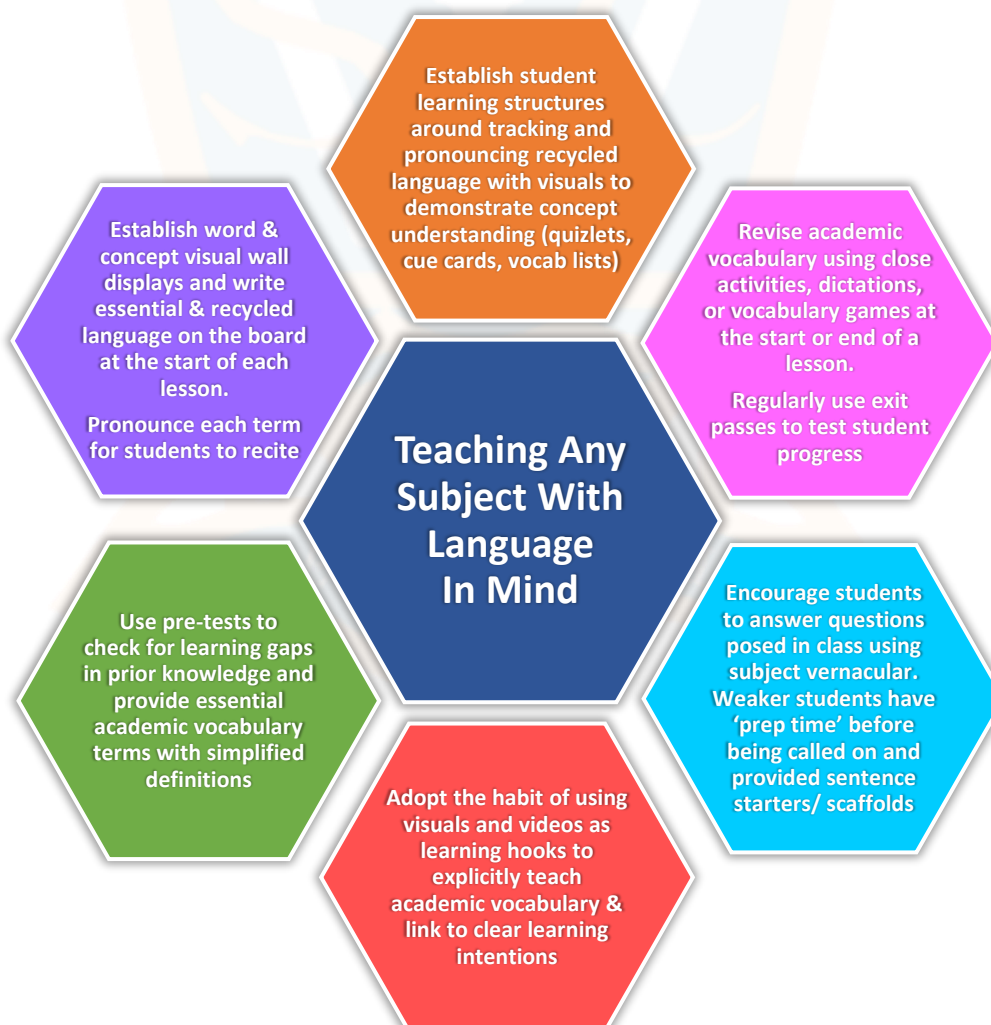 Establish student
learning structures
around tracking and
pronouncing recycled
language with visuals to
demonstrate concept
understanding (quizlets,
cue cards, vocab lists)
Establish word &
concept visual wall
displays and write
essential & recycled
language on the board
at the start of each
lesson.
Pronounce each term
for students to recite
Revise academic
vocabulary using close
activities, dictations,
or vocabulary games at
the start or end of a
lesson.
Regularly use exit
passes to test student
progress
Teaching Any
Subject With
Language
In Mind
Use pre-tests to
check for learning gaps
in prior knowledge and
provide essential
academic vocabulary
terms with simplified
definitions
Encourage students
to answer questions
posed in class using
subject vernacular.
Weaker students have
‘prep time’ before
being called on and
provided sentence
starters/ scaffolds
Adopt the habit of using
visuals and videos as
learning hooks to
explicitly teach
academic vocabulary &
link to clear learning
intentions